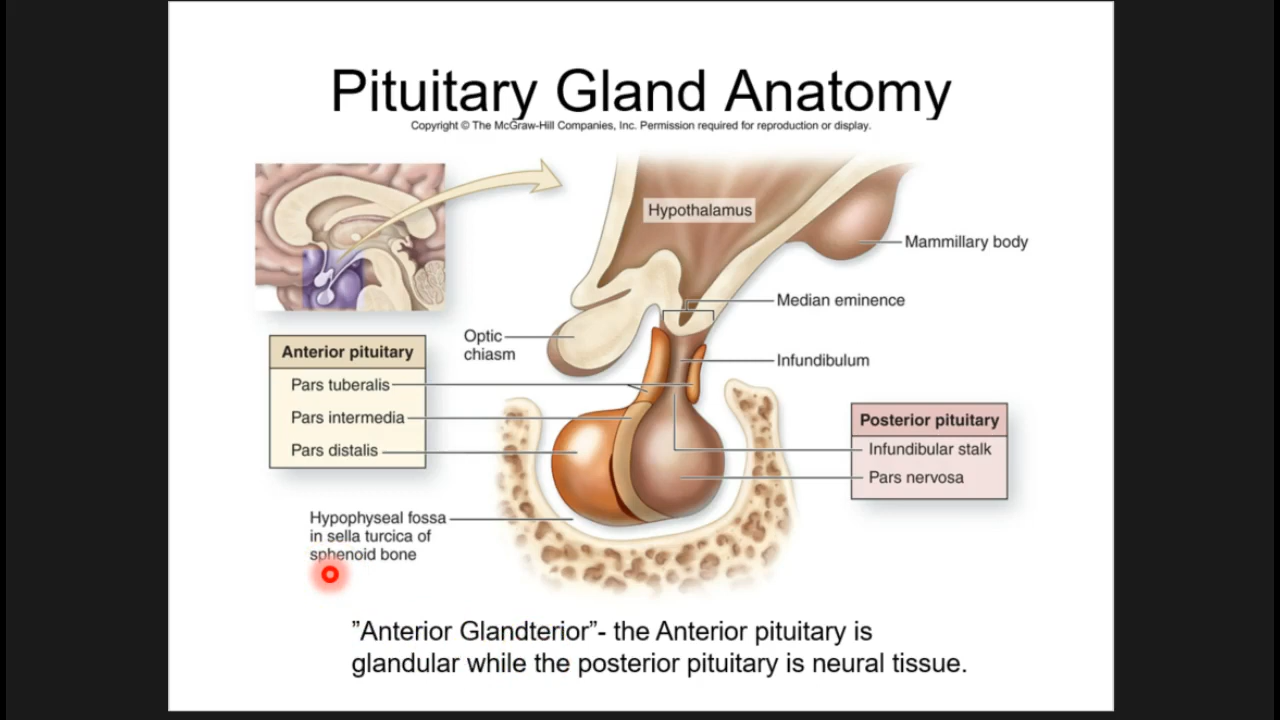 Pituitary Gland Anatomy
Copyright © The McGraw-Hill Companies, Inc. Permission required for reproduction or display.
Hypothalamus
Mammillary body
Median eminence
Optic
chiasm
Infundibulum
Anterior pituitary
Pars tuberalis
Pars intermedia
Pars distalis
Posterior pituitary
Infundibular stalk
Pars nervosa
Hypophyseal fossa
in sella turcica of
sphenoid bone
”Anterior Glandterior”- the Anterior pituitary is
glandular while the posterior pituitary is neural tissue.